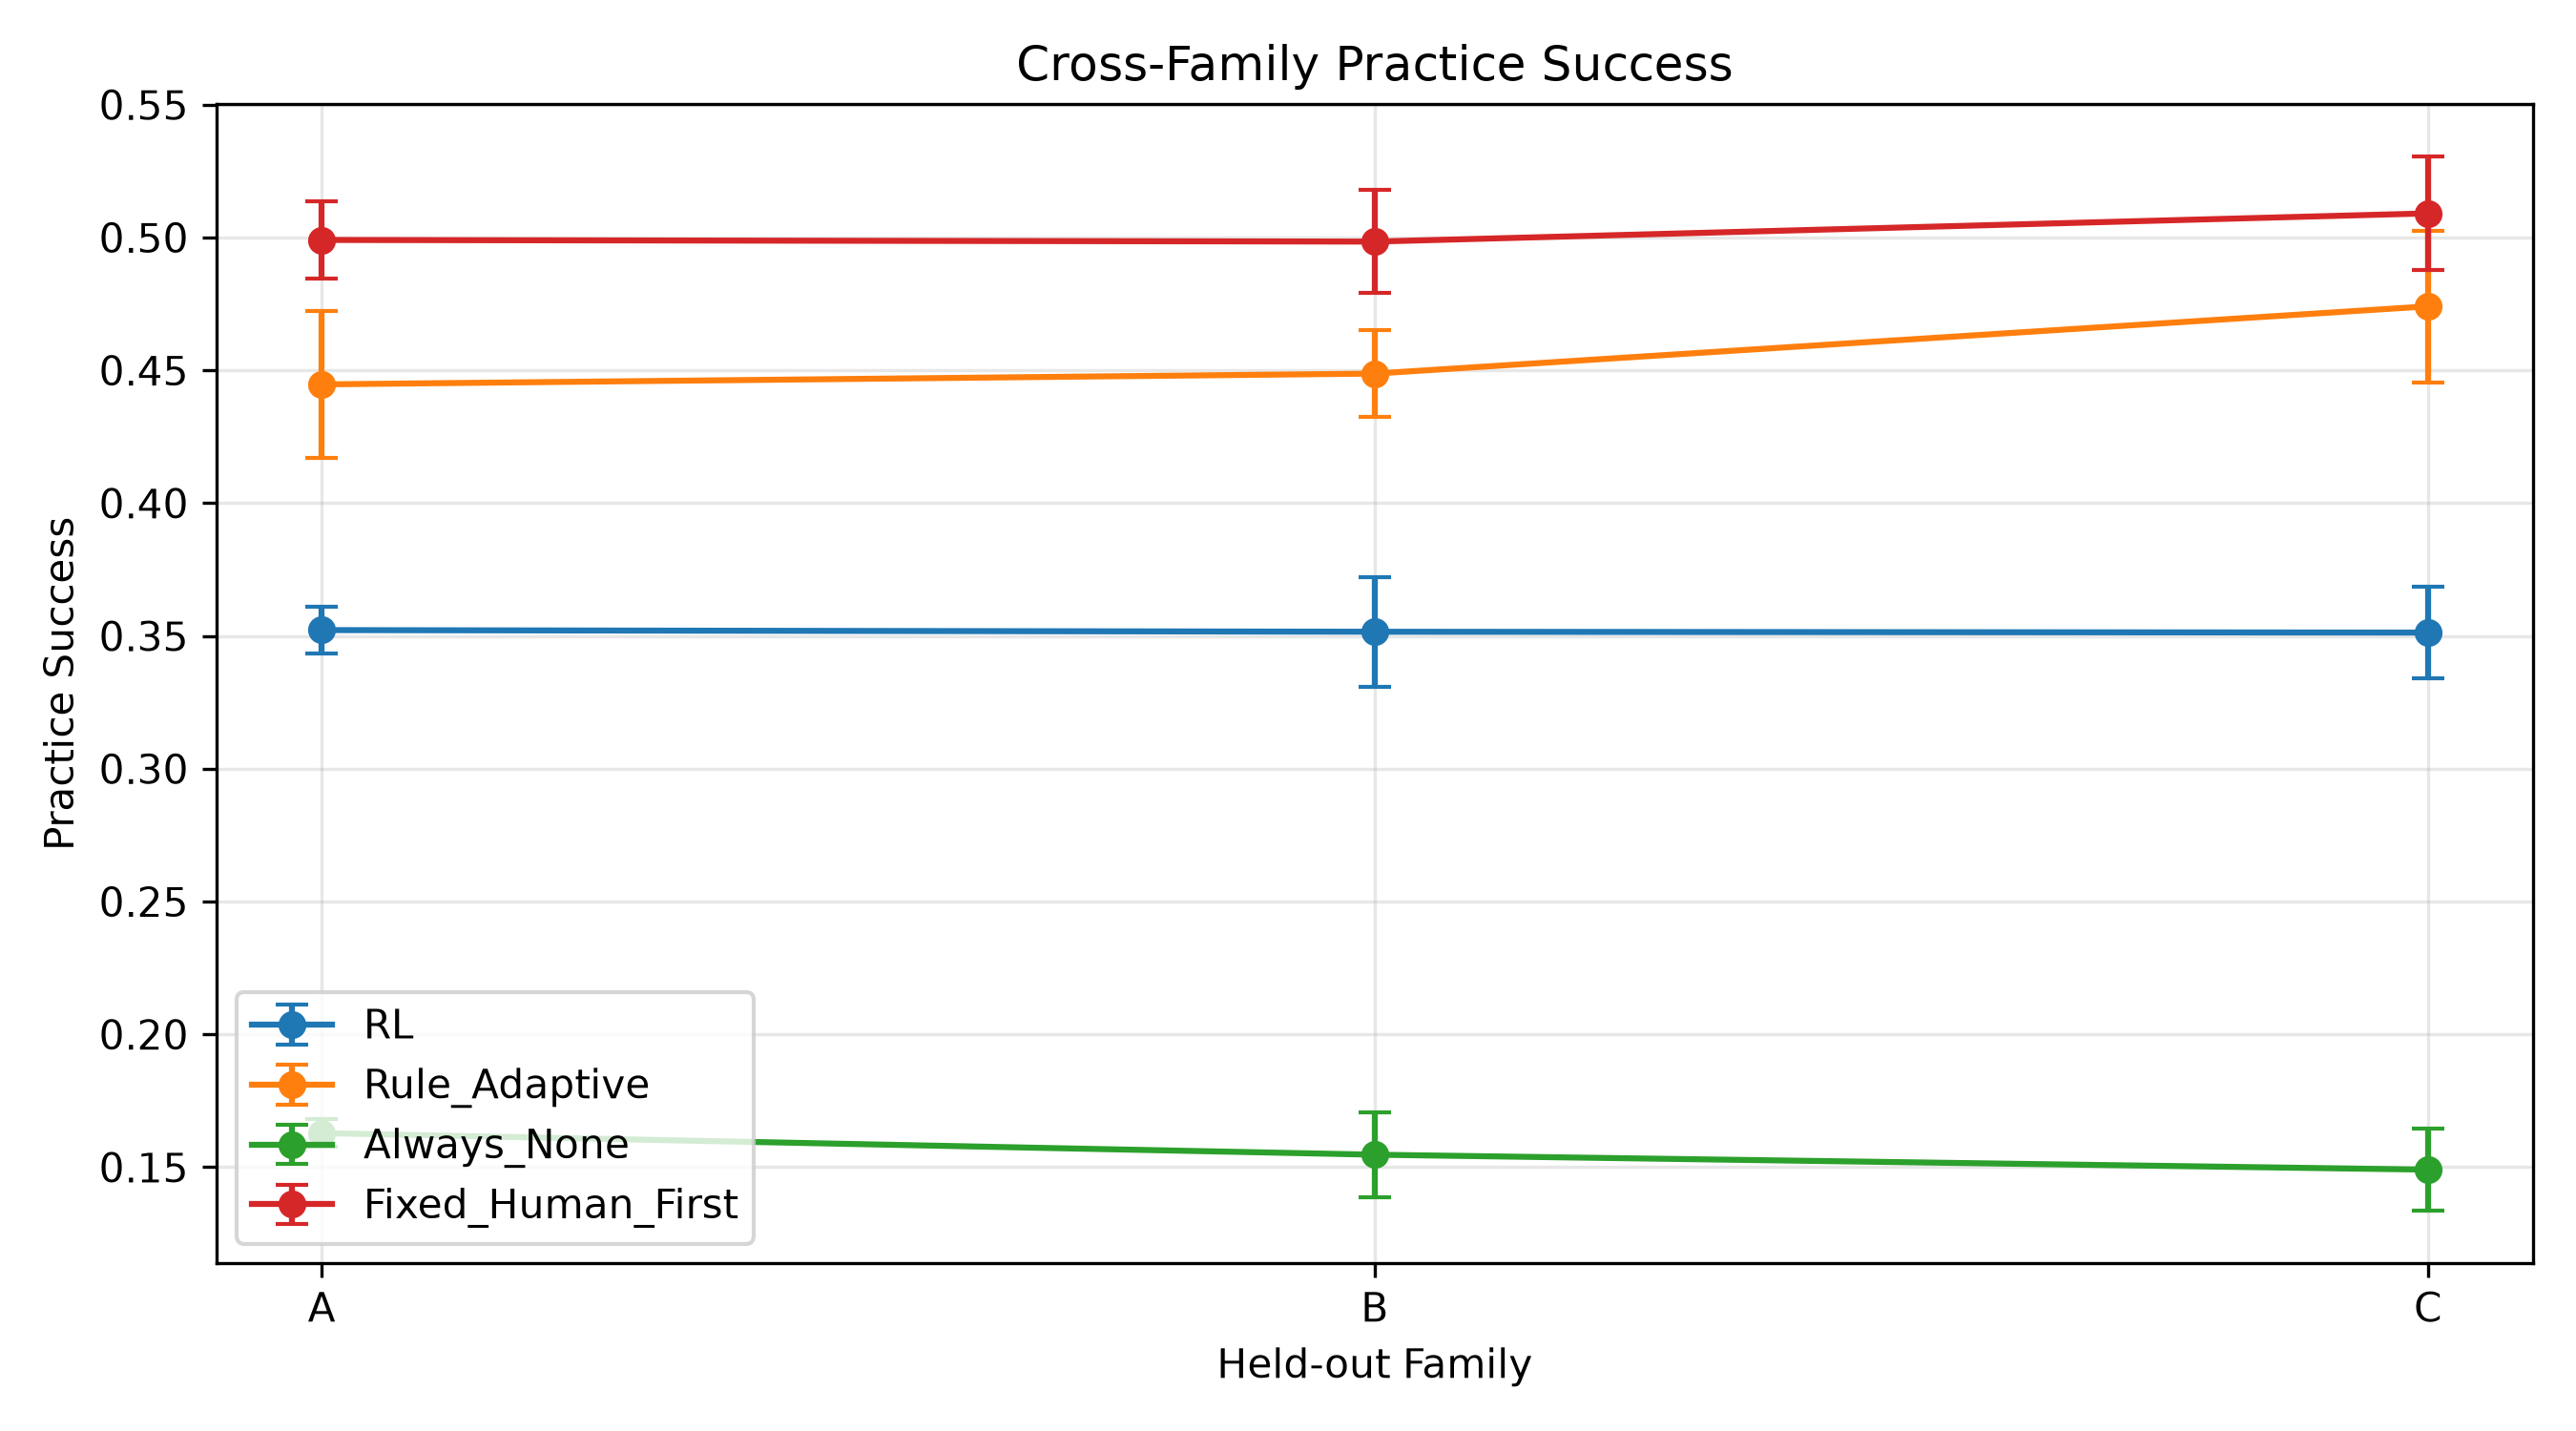 Cross-Family Practice Success
Practice Success
0.55
0.50
0.45
0.40
0.35
0.30
0.25
0.20
0.15
RL
Rule_Adaptive
Always_None
Fixed_Human_First
A
B
C
Held-out Family